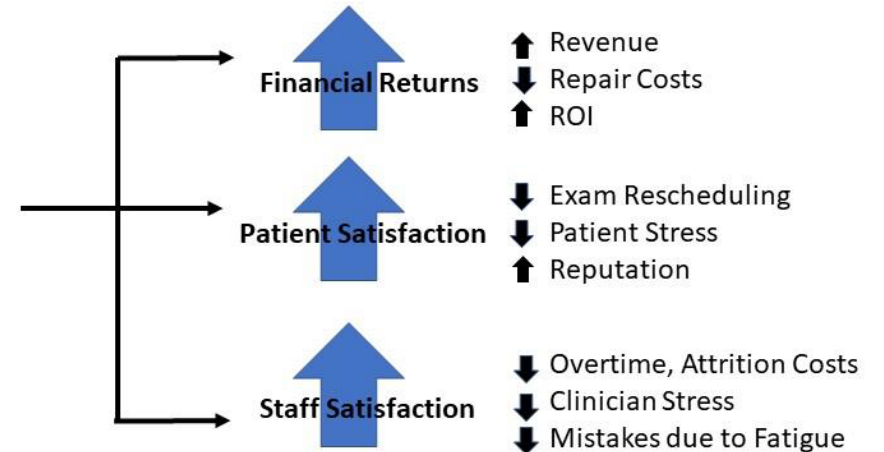 Financial Returns
Revenue
Repair Costs
ROI
Patient Satisfaction
Exam Rescheduling
Patient Stress
Reputation
Staff Satisfaction
Overtime, Attrition Costs
Clinician Stress
Mistakes due to Fatigue